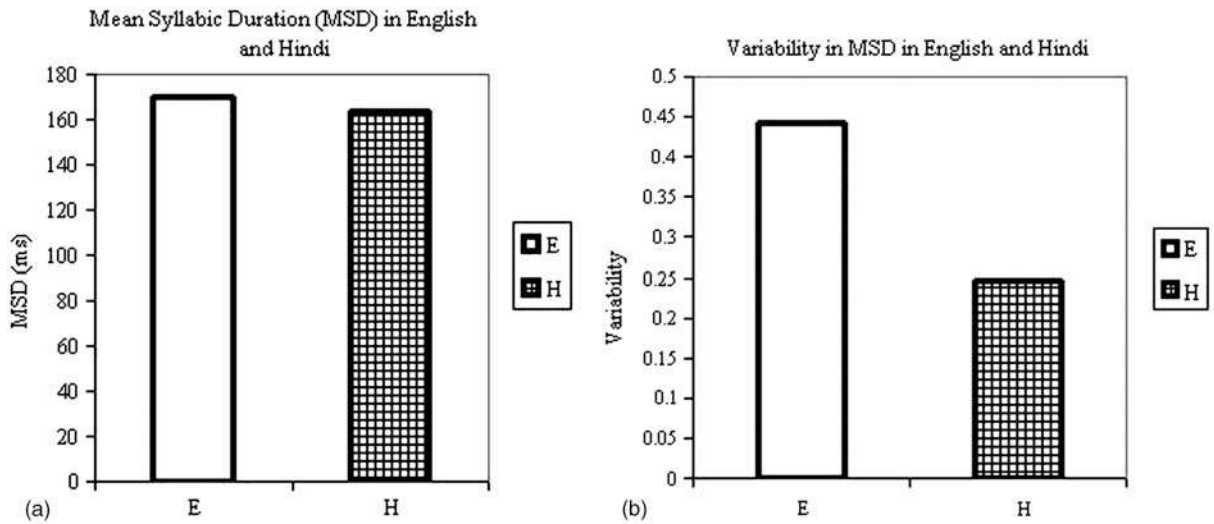 Mean Syllabic Duration (MSD) in English
and Hindi
180
160
140
120
100
80
60
40
20
0
MSD (ms)
E
H
E
H
(a)
Variability in MSD in English and Hindi
0.5
0.45
0.4
0.35
0.3
0.25
0.2
0.15
0.1
0.05
0
Variability
E
H
E
H
(b)